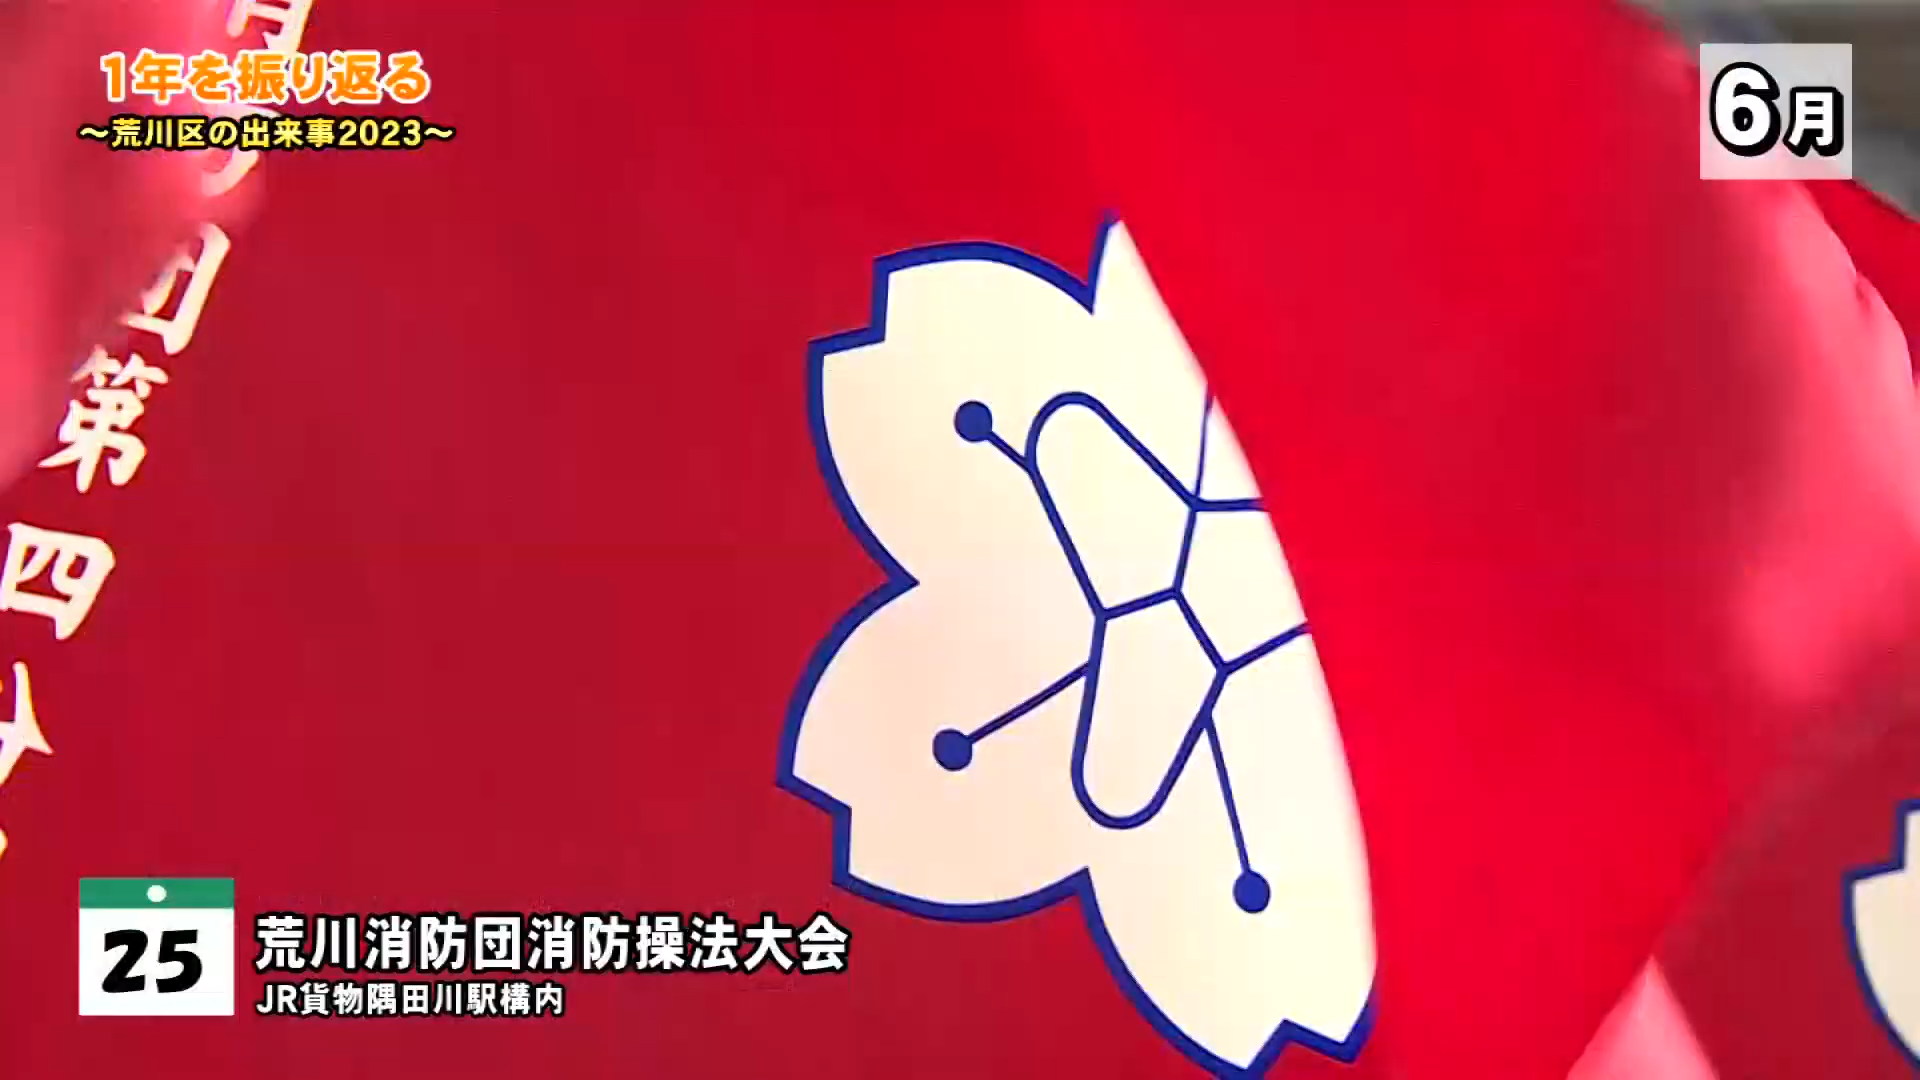 1年を振り返る
～荒川区の出来事2023～
6月
団第四分
25
荒川消防団消防操法大会
JR貨物隅田川駅構内